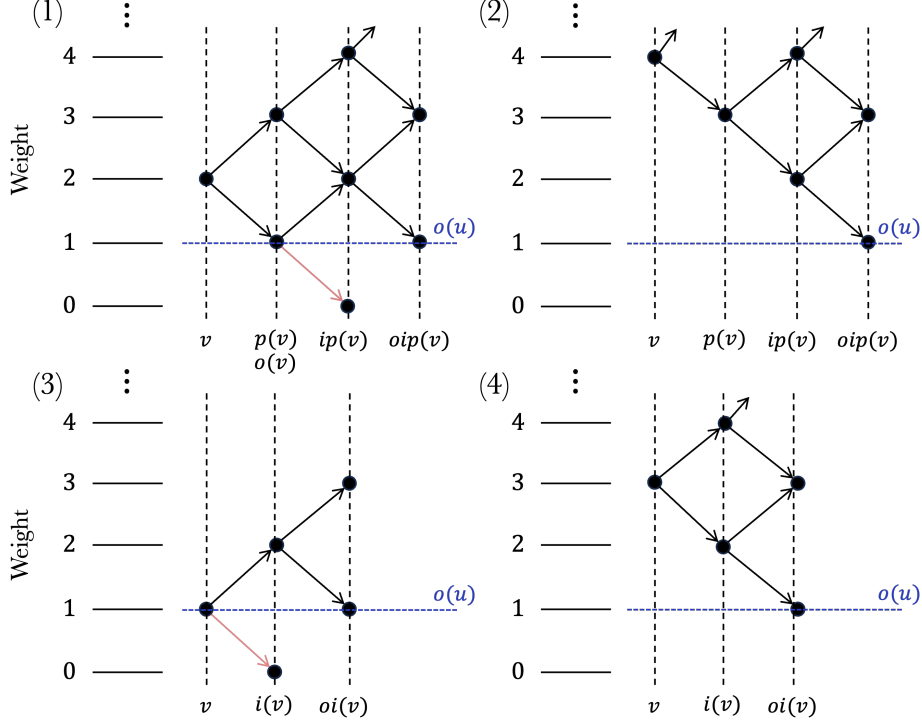 (1)
⋮
Weight
4
3
2
1
0
o(u)
v
p(v)
o(v)
ip(v)
oip(v)
(2)
⋮
4
3
2
1
0
o(u)
v
p(v)
ip(v)
oip(v)
(3)
⋮
Weight
4
3
2
1
0
o(u)
v
i(v)
oi(v)
(4)
⋮
4
3
2
1
0
o(u)
v
i(v)
oi(v)